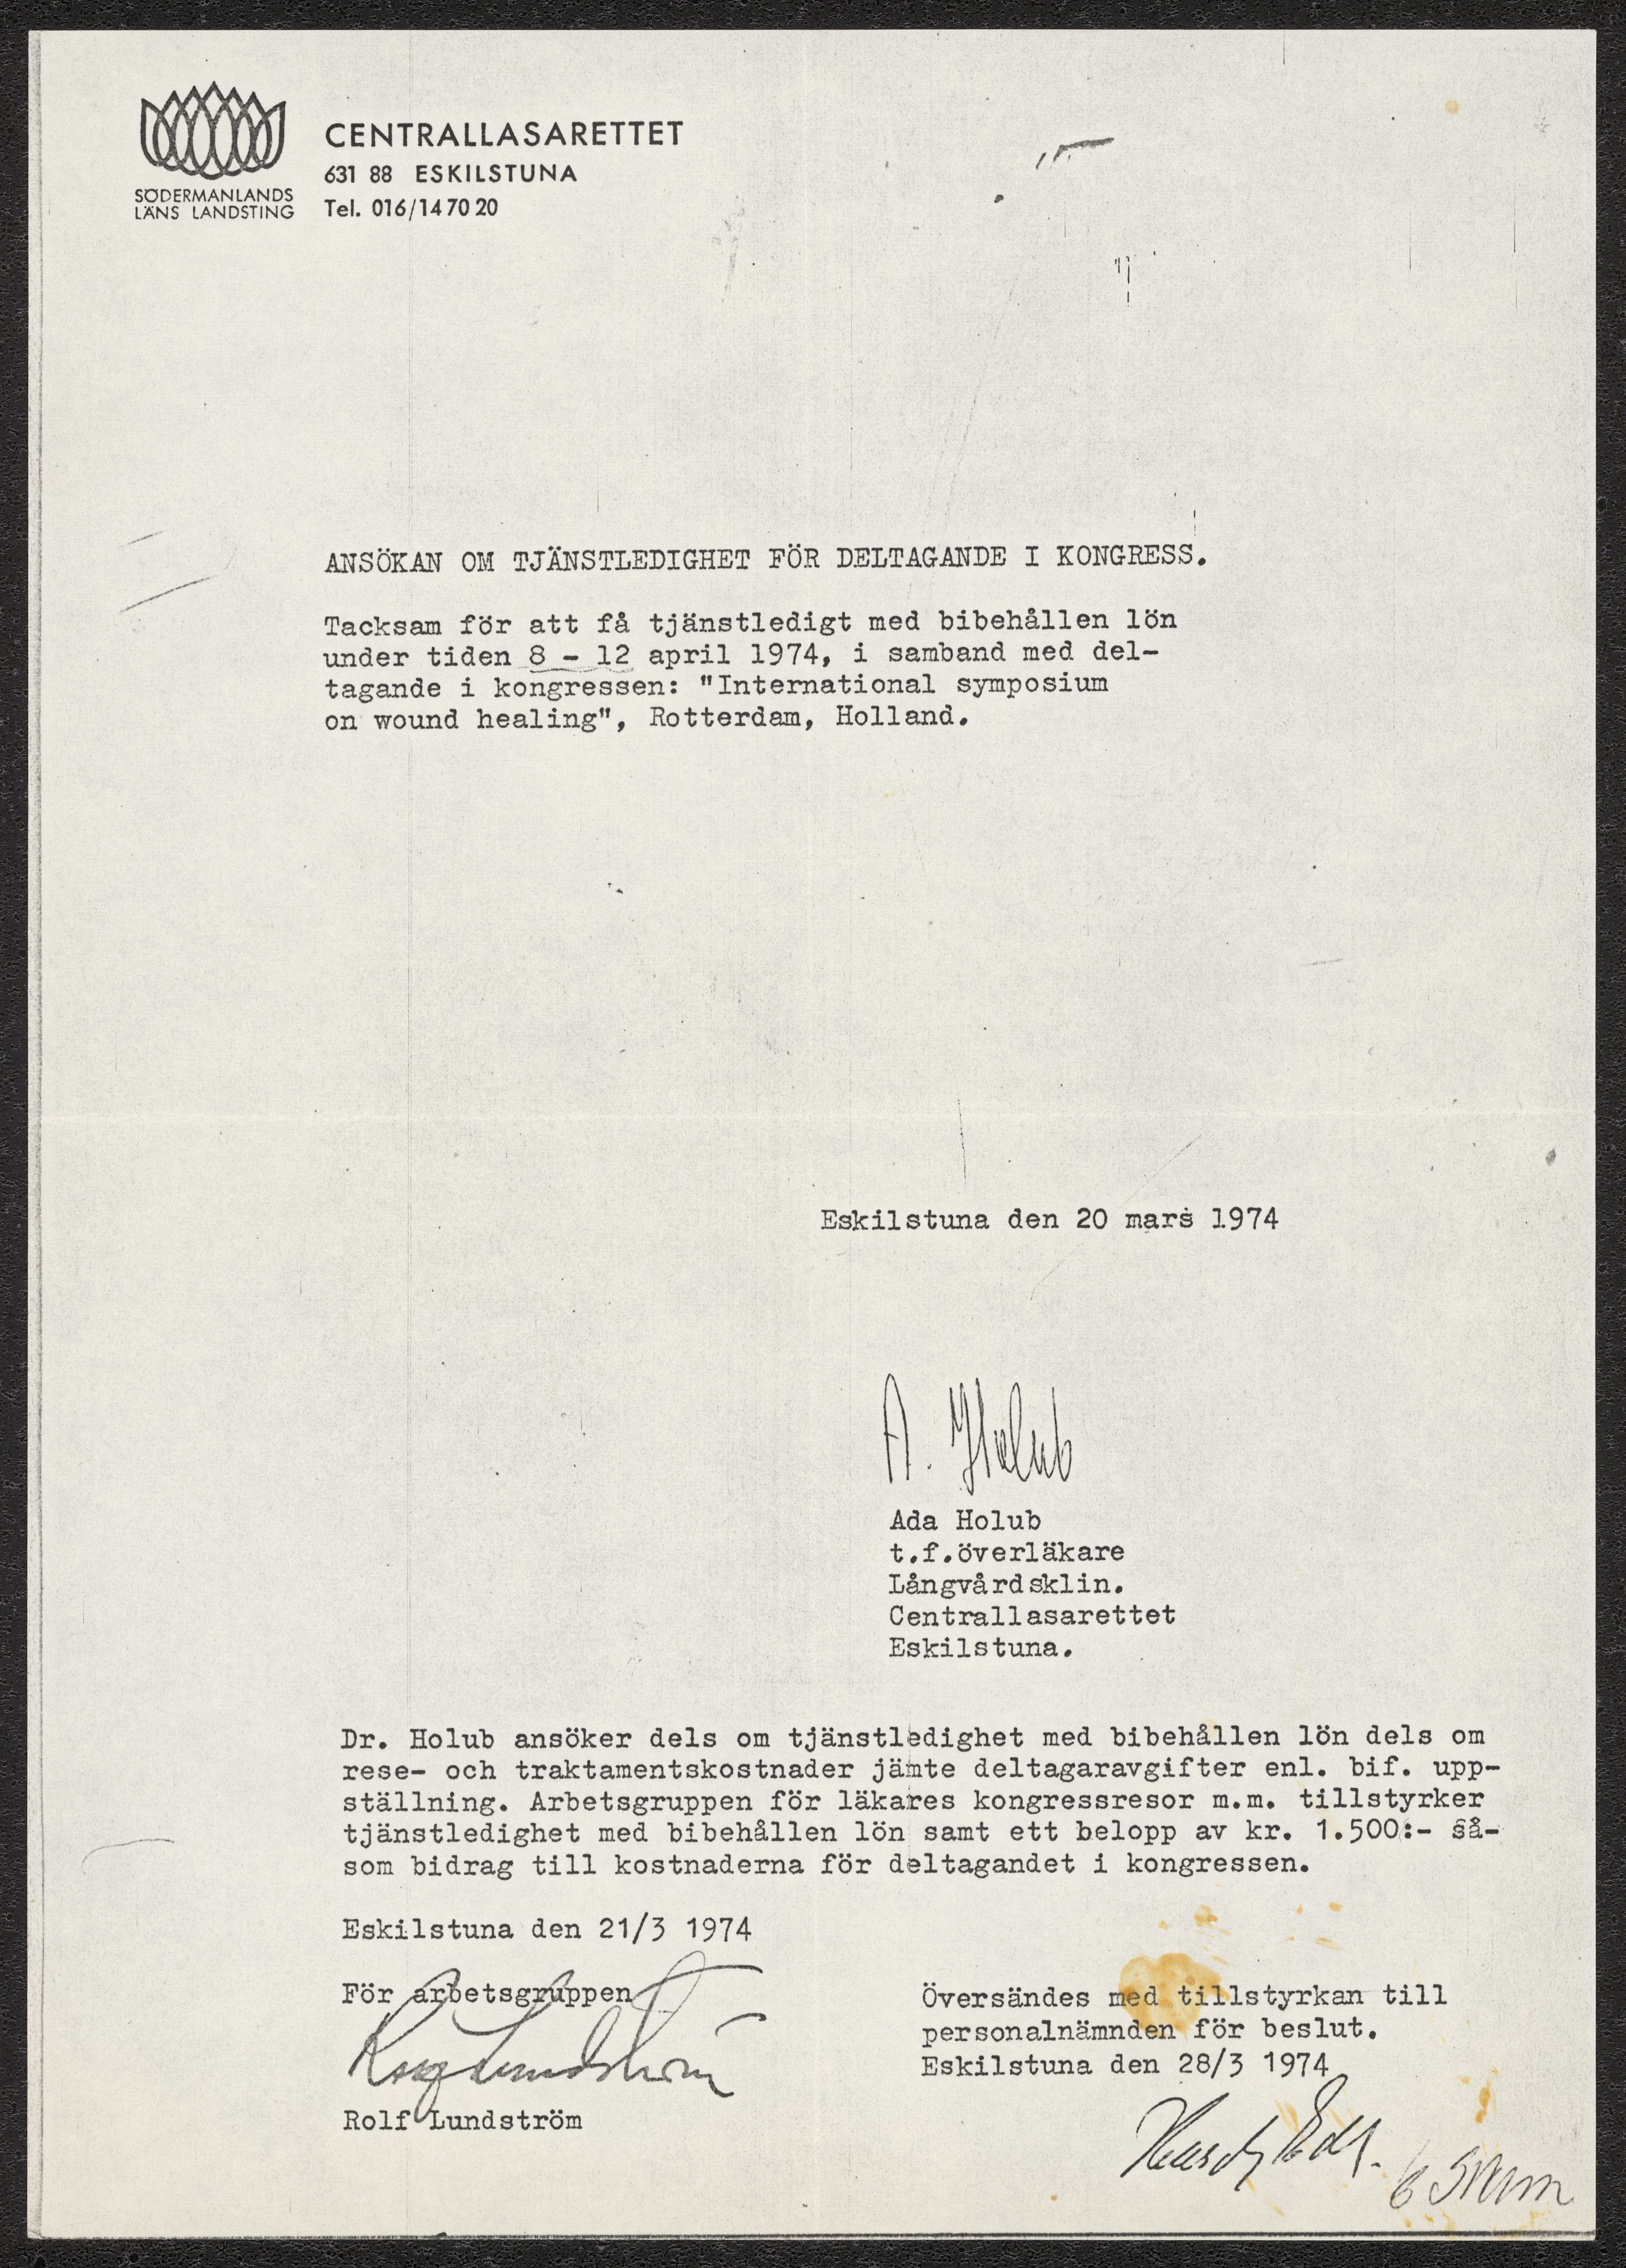 SÖDERMANLANDS
LÄNS LANDSTING
CENTRALLASARETTET
631 88 ESKILSTUNA
Tel. 016/14 70 20
ANSÖKAN OM TJÄNSTLEDIGHET FÖR DELTAGANDE I KONGRESS.
Tacksam för att få tjänstledigt med bibehållen lön
under tiden 8 - 12 april 1974, i samband med del-
tagande i kongressen: "International symposium
on wound healing", Rotterdam, Holland.
Eskilstuna den 20 mars 1974
A. Holub
Ada Holub
t.f.överläkare
Långvårdsklin.
Centrallasarettet
Eskilstuna.
Dr. Holub ansöker dels om tjänstledighet med bibehållen lön dels om
rese- och traktamentskostnader jämte deltagaravgifter enl. bif. upp-
ställning. Arbetsgruppen för läkares kongressresor m.m. tillstyrker
tjänstledighet med bibehållen lön samt ett belopp av kr. 1.500:- så-
som bidrag till kostnaderna för deltagandet i kongressen.
Eskilstuna den 21/3 1974
För arbetsgruppen
Rolf Lundström
Rolf Lundström
Översändes med tillstyrkan till
personalnämnden för beslut.
Eskilstuna den 28/3 1974